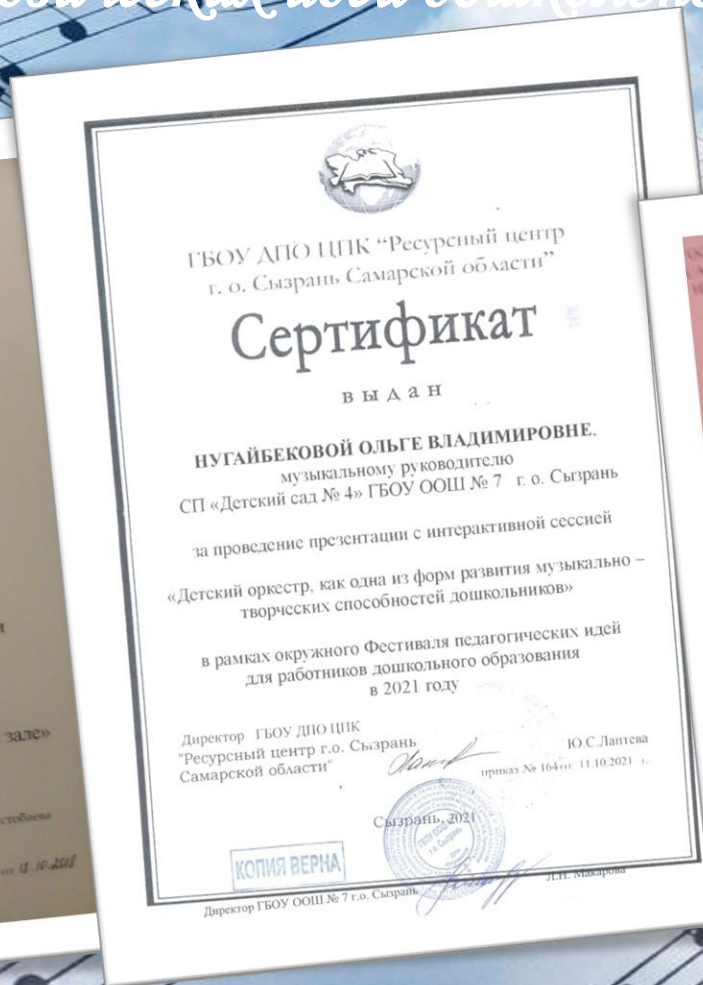 ГБОУ ДПО ЦПК “Ресурсный центр
г. о. Сызрань Самарской области”
Сертификат
выдан
НУГАЙБЕКОВОЙ ОЛЬГЕ ВЛАДИМИРОВНЕ,
музыкальному руководителю
СП «Детский сад № 4» ГБОУ ООШ № 7 г. о. Сызрань
за проведение презентации с интерактивной сессией
«Детский оркестр, как одна из форм развития музыкально –
творческих способностей дошкольников»
в рамках окружного Фестиваля педагогических идей
для работников дошкольного образования
в 2021 году
Директор ГБОУ ДПО ЦПК
"Ресурсный центр г.о. Сызрань
Самарской области"
Ю.С.Лаптева
приказ № 164от 11.10.2021 г.
Сызрань, 2021
КОПИЯ ВЕРНА
Директор ГБОУ ООШ № 7 г.о. Сызрань
Л.Н. Макарова
зале»
от 18.10.2018